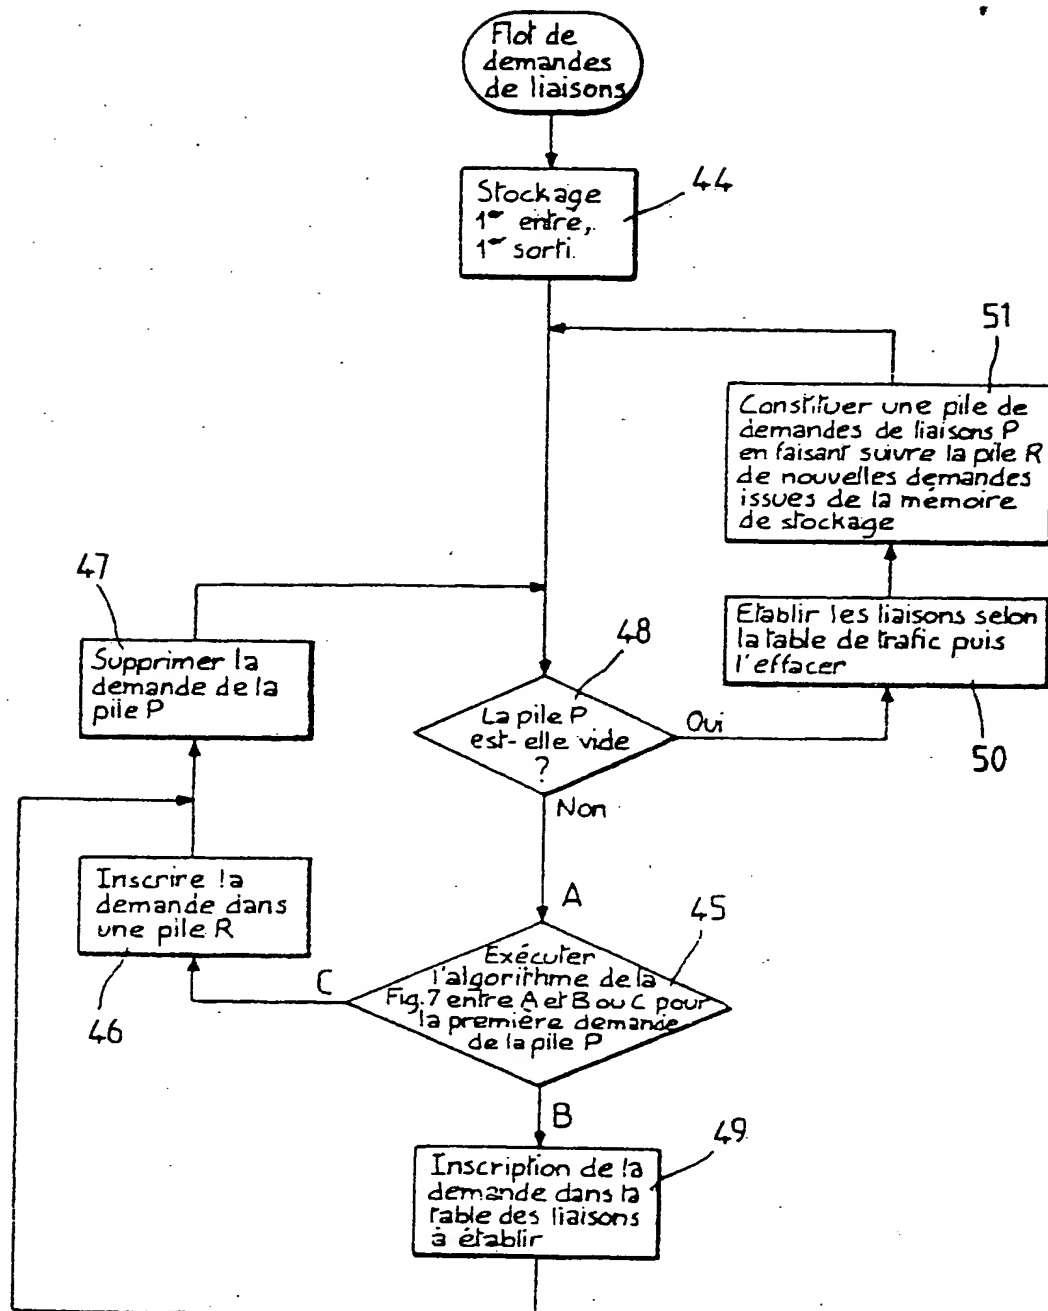 Flot de
demandes
de liaisons
44
Stockage
1er entré,
1er sorti.
51
Constituer une pile de
demandes de liaisons P
en faisant suivre la pile R
de nouvelles demandes
issues de la mémoire
de stockage
47
Supprimer la
demande de la
pile P
Etablir les liaisons selon
la table de trafic puis
l'effacer
50
48
La pile P
est-elle vide
?
Oui
Non
Inscrire la
demande dans
une pile R
46
A
45
C
Exécuter
l'algorithme de la
Fig.7 entre A et B ou C pour
la première demande
de la pile P
B
49
Inscription de la
demande dans la
table des liaisons
à établir